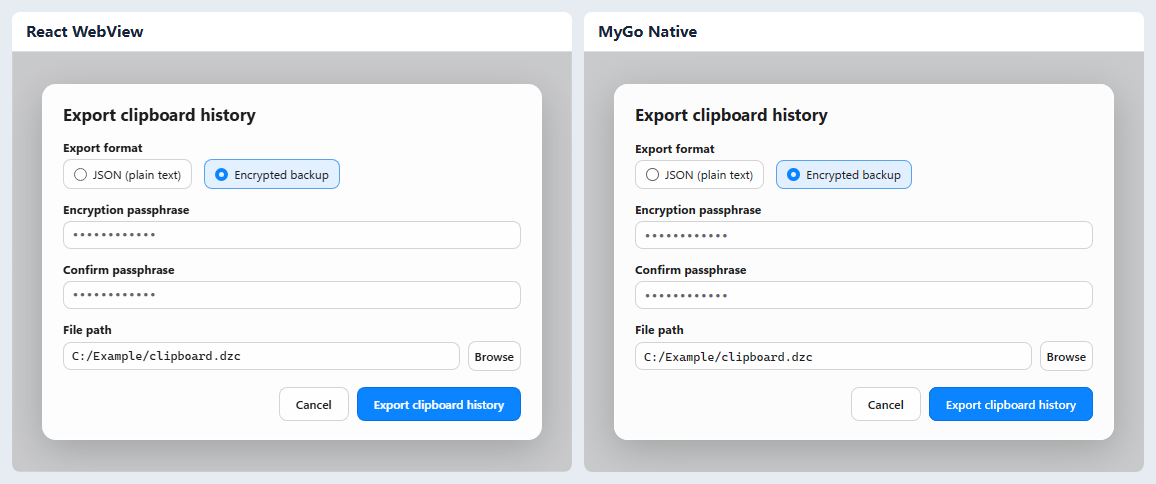 React WebView
Export clipboard history
Export format
JSON (plain text)
Encrypted backup
Encryption passphrase
••••••••••••
Confirm passphrase
••••••••••••
File path
C:/Example/clipboard.dzc
Browse
Cancel
Export clipboard history
MyGo Native
Export clipboard history
Export format
JSON (plain text)
Encrypted backup
Encryption passphrase
••••••••••••
Confirm passphrase
••••••••••••
File path
C:/Example/clipboard.dzc
Browse
Cancel
Export clipboard history